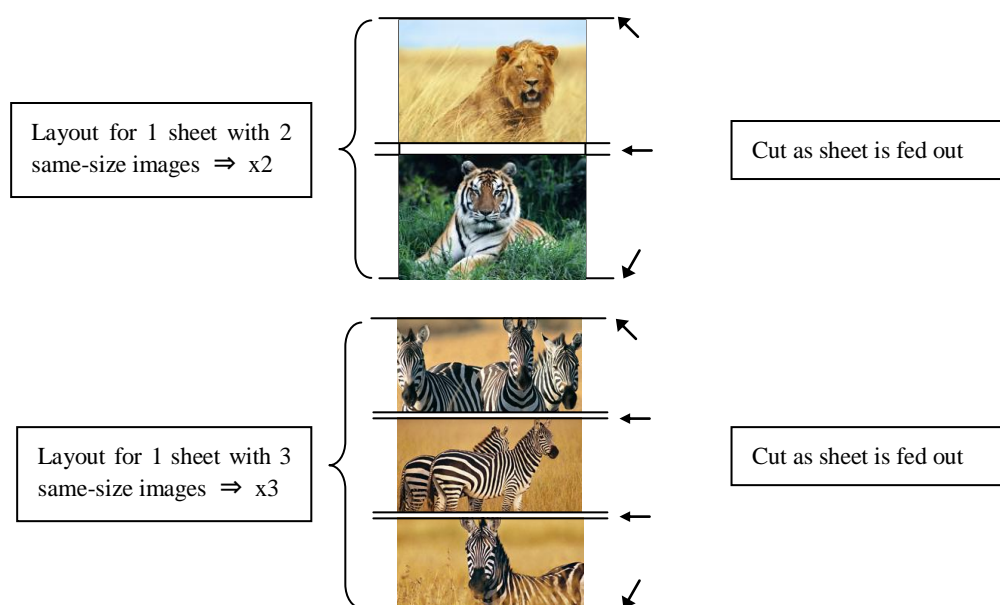 Layout for 1 sheet with 2
same-size images ⇒ x2
Cut as sheet is fed out
Layout for 1 sheet with 3
same-size images ⇒ x3
Cut as sheet is fed out